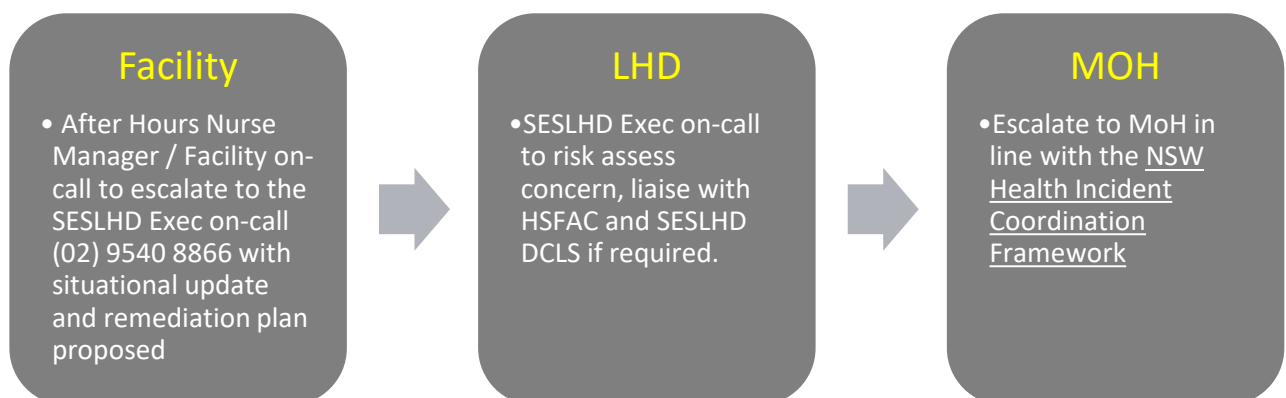 Facility
• After Hours Nurse
Manager / Facility on-
call to escalate to the
SESLHD Exec on-call
(02) 9540 8866 with
situational update
and remediation plan
proposed
LHD
•SESLHD Exec on-call
to risk assess
concern, liaise with
HSFAC and SESLHD
DCLS if required.
MOH
•Escalate to MoH in
line with the NSW
Health Incident
Coordination
Framework